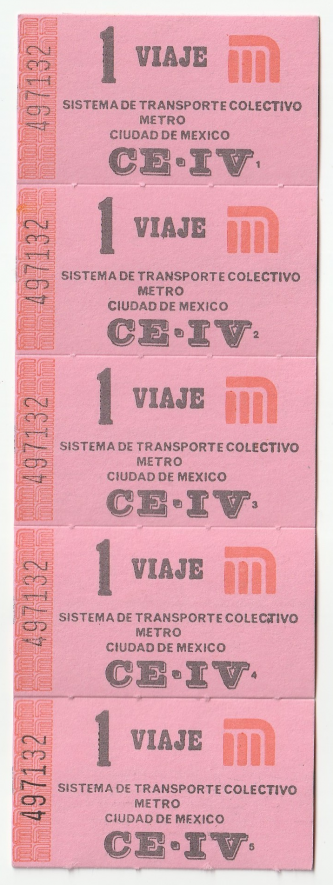 497132
1 VIAJE
SISTEMA DE TRANSPORTE COLECTIVO
METRO
CIUDAD DE MEXICO
CE·IV 1
497132
1 VIAJE
SISTEMA DE TRANSPORTE COLECTIVO
METRO
CIUDAD DE MEXICO
CE·IV 2
497132
1 VIAJE
SISTEMA DE TRANSPORTE COLECTIVO
METRO
CIUDAD DE MEXICO
CE·IV 3
497132
1 VIAJE
SISTEMA DE TRANSPORTE COLECTIVO
METRO
CIUDAD DE MEXICO
CE·IV 4
497132
1 VIAJE
SISTEMA DE TRANSPORTE COLECTIVO
METRO
CIUDAD DE MEXICO
CE·IV 5